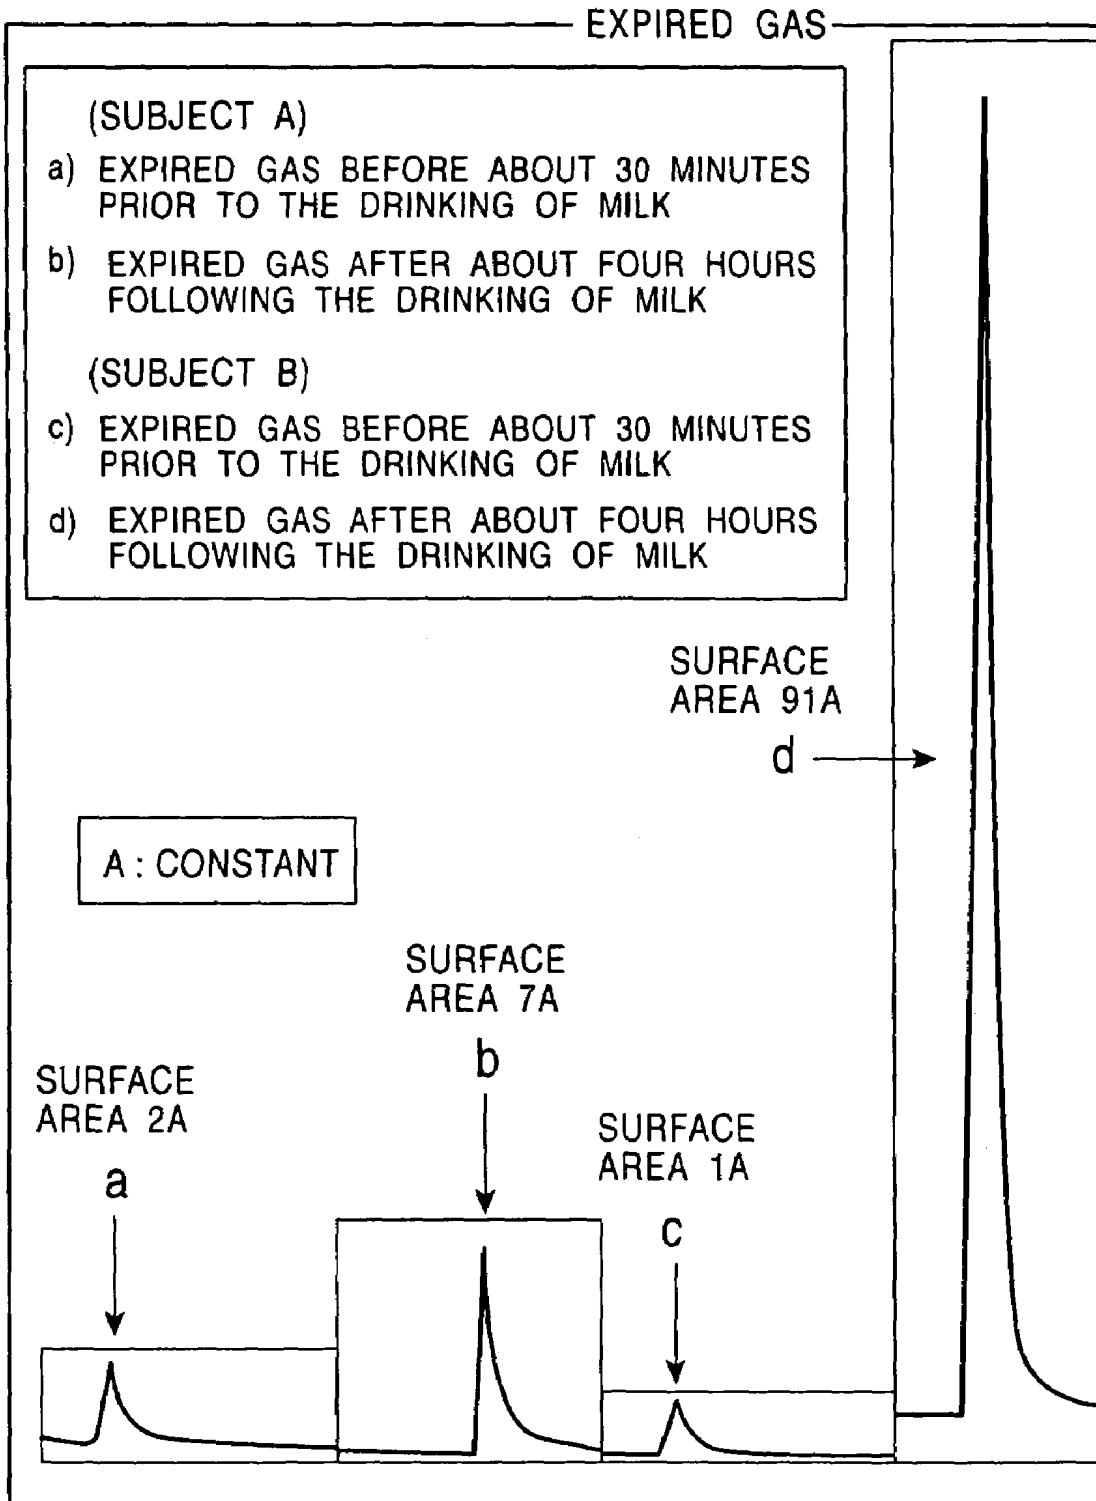 EXPIRED GAS
(SUBJECT A)
a) EXPIRED GAS BEFORE ABOUT 30 MINUTES
PRIOR TO THE DRINKING OF MILK
b) EXPIRED GAS AFTER ABOUT FOUR HOURS
FOLLOWING THE DRINKING OF MILK
(SUBJECT B)
c) EXPIRED GAS BEFORE ABOUT 30 MINUTES
PRIOR TO THE DRINKING OF MILK
d) EXPIRED GAS AFTER ABOUT FOUR HOURS
FOLLOWING THE DRINKING OF MILK
SURFACE
AREA 91A
d
A : CONSTANT
SURFACE
AREA 7A
b
SURFACE
AREA 2A
a
SURFACE
AREA 1A
c